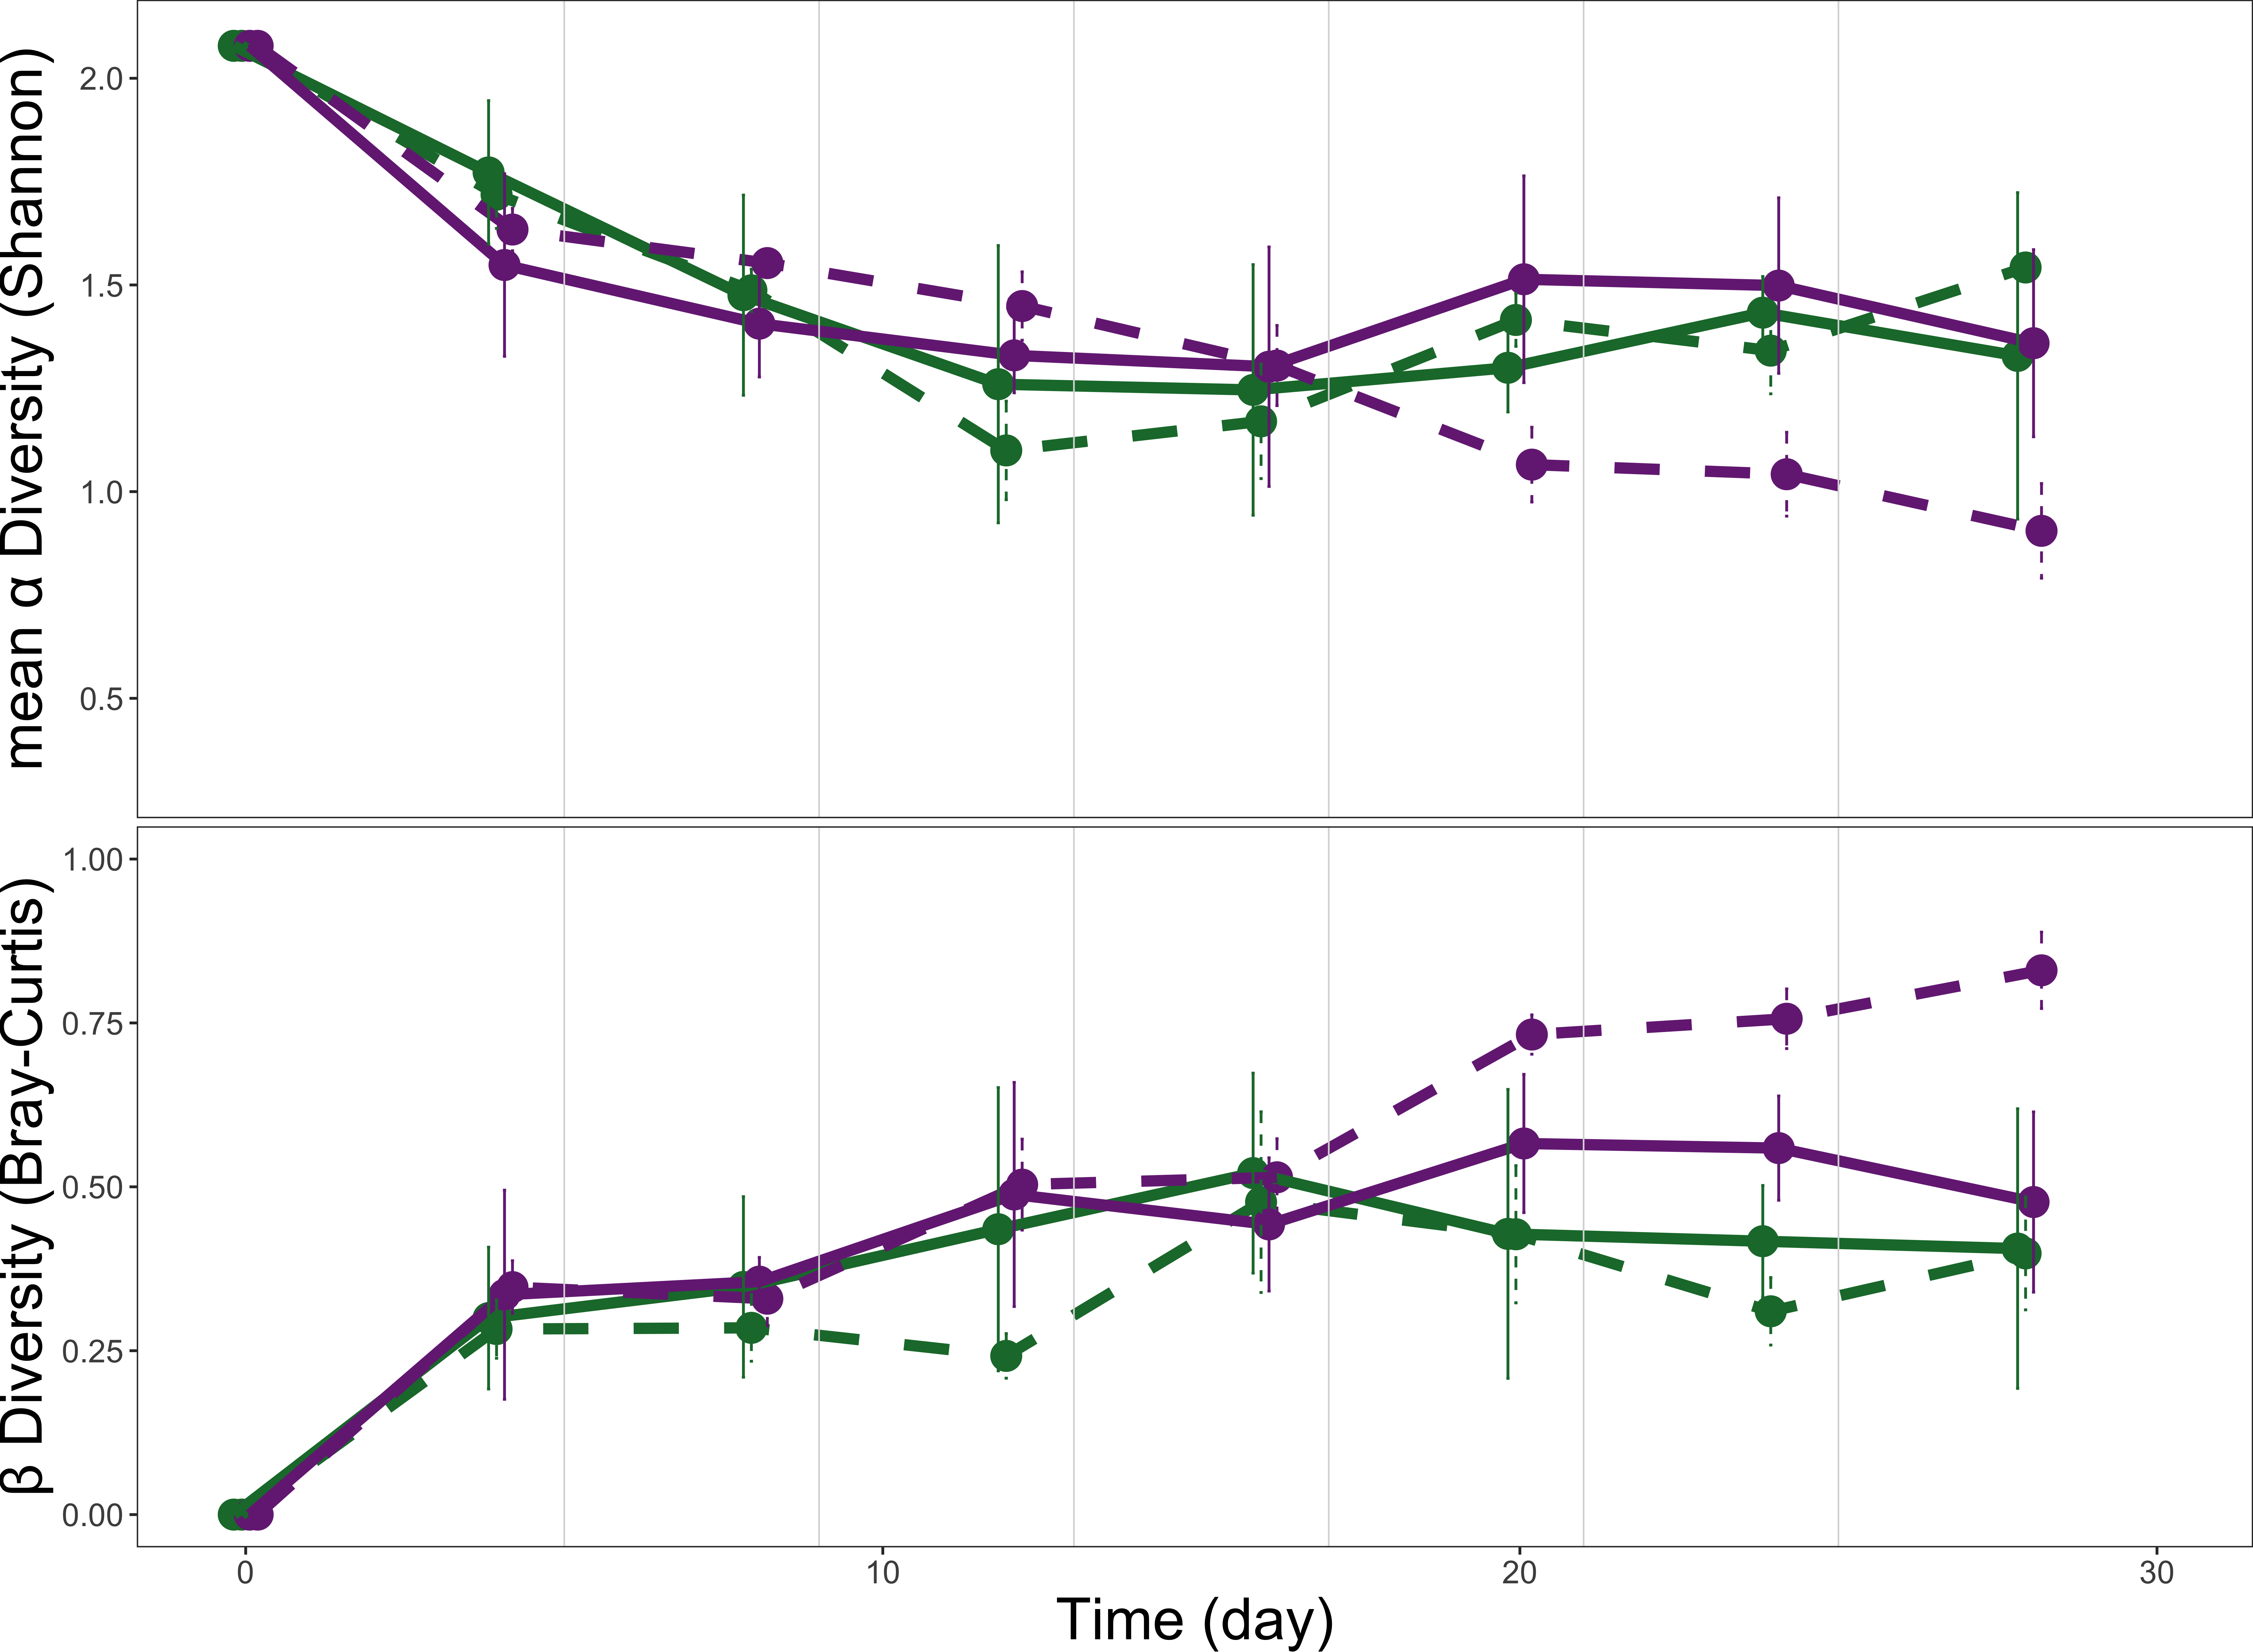 mean α Diversity (Shannon)
2.0
1.5
1.0
0.5
β Diversity (Bray-Curtis)
1.00
0.75
0.50
0.25
0.00
0 10 20 30
Time (day)